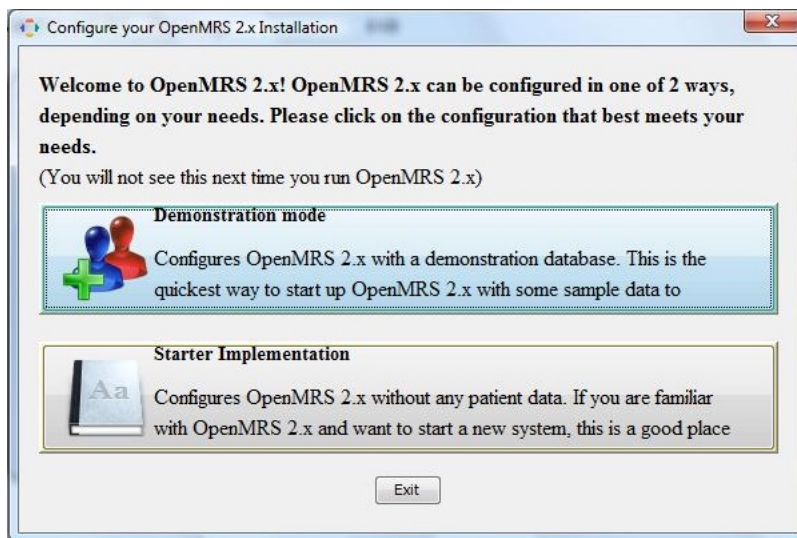 Configure your OpenMRS 2.x Installation
Welcome to OpenMRS 2.x! OpenMRS 2.x can be configured in one of 2 ways,
depending on your needs. Please click on the configuration that best meets your
needs.
(You will not see this next time you run OpenMRS 2.x)
Demonstration mode
Configures OpenMRS 2.x with a demonstration database. This is the
quickest way to start up OpenMRS 2.x with some sample data to
Starter Implementation
Aa
Configures OpenMRS 2.x without any patient data. If you are familiar
with OpenMRS 2.x and want to start a new system, this is a good place
Exit